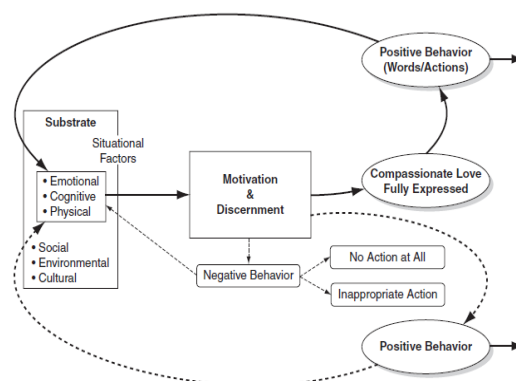 Positive Behavior
(Words/Actions)
Substrate
Situational
Factors
• Emotional
• Cognitive
• Physical
Motivation
&
Discernment
Compassionate Love
Fully Expressed
• Social
• Environmental
• Cultural
Negative Behavior
No Action at All
Inappropriate Action
Positive Behavior